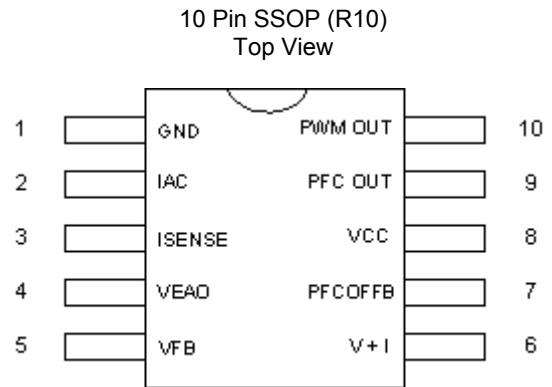 10 Pin SSOP (R10)
Top View
1 GND PWM OUT 10
2 IAC PFC OUT 9
3 ISENSE VCC 8
4 VEAO PFCOFFB 7
5 VFB V + I 6